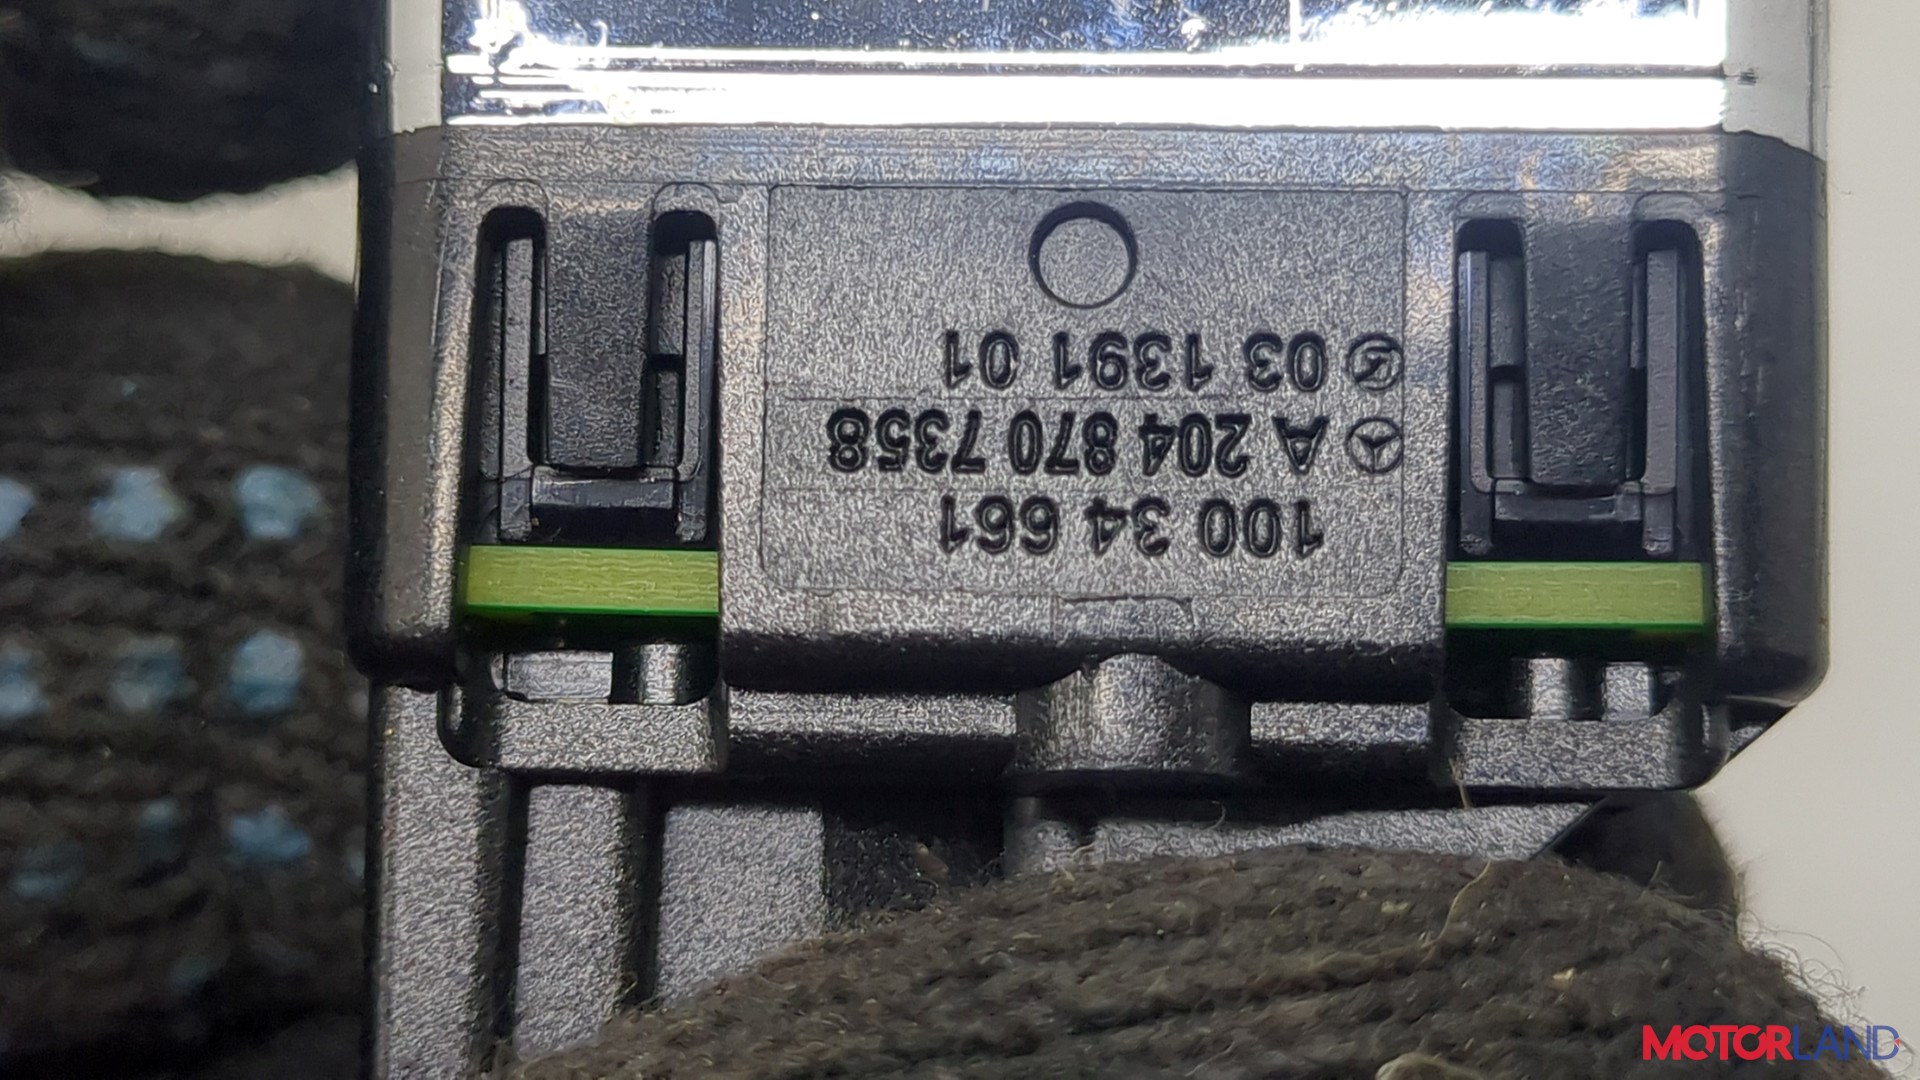 100 34 661
A 204 870 7358
03 1391 01
MOTORLAND